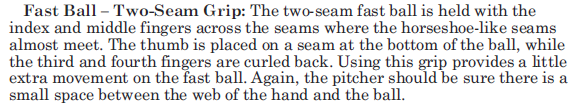 Fast Ball – Two-Seam Grip: The two-seam fast ball is held with the
index and middle fingers across the seams where the horseshoe-like seams
almost meet. The thumb is placed on a seam at the bottom of the ball, while
the third and fourth fingers are curled back. Using this grip provides a little
extra movement on the fast ball. Again, the pitcher should be sure there is a
small space between the web of the hand and the ball.